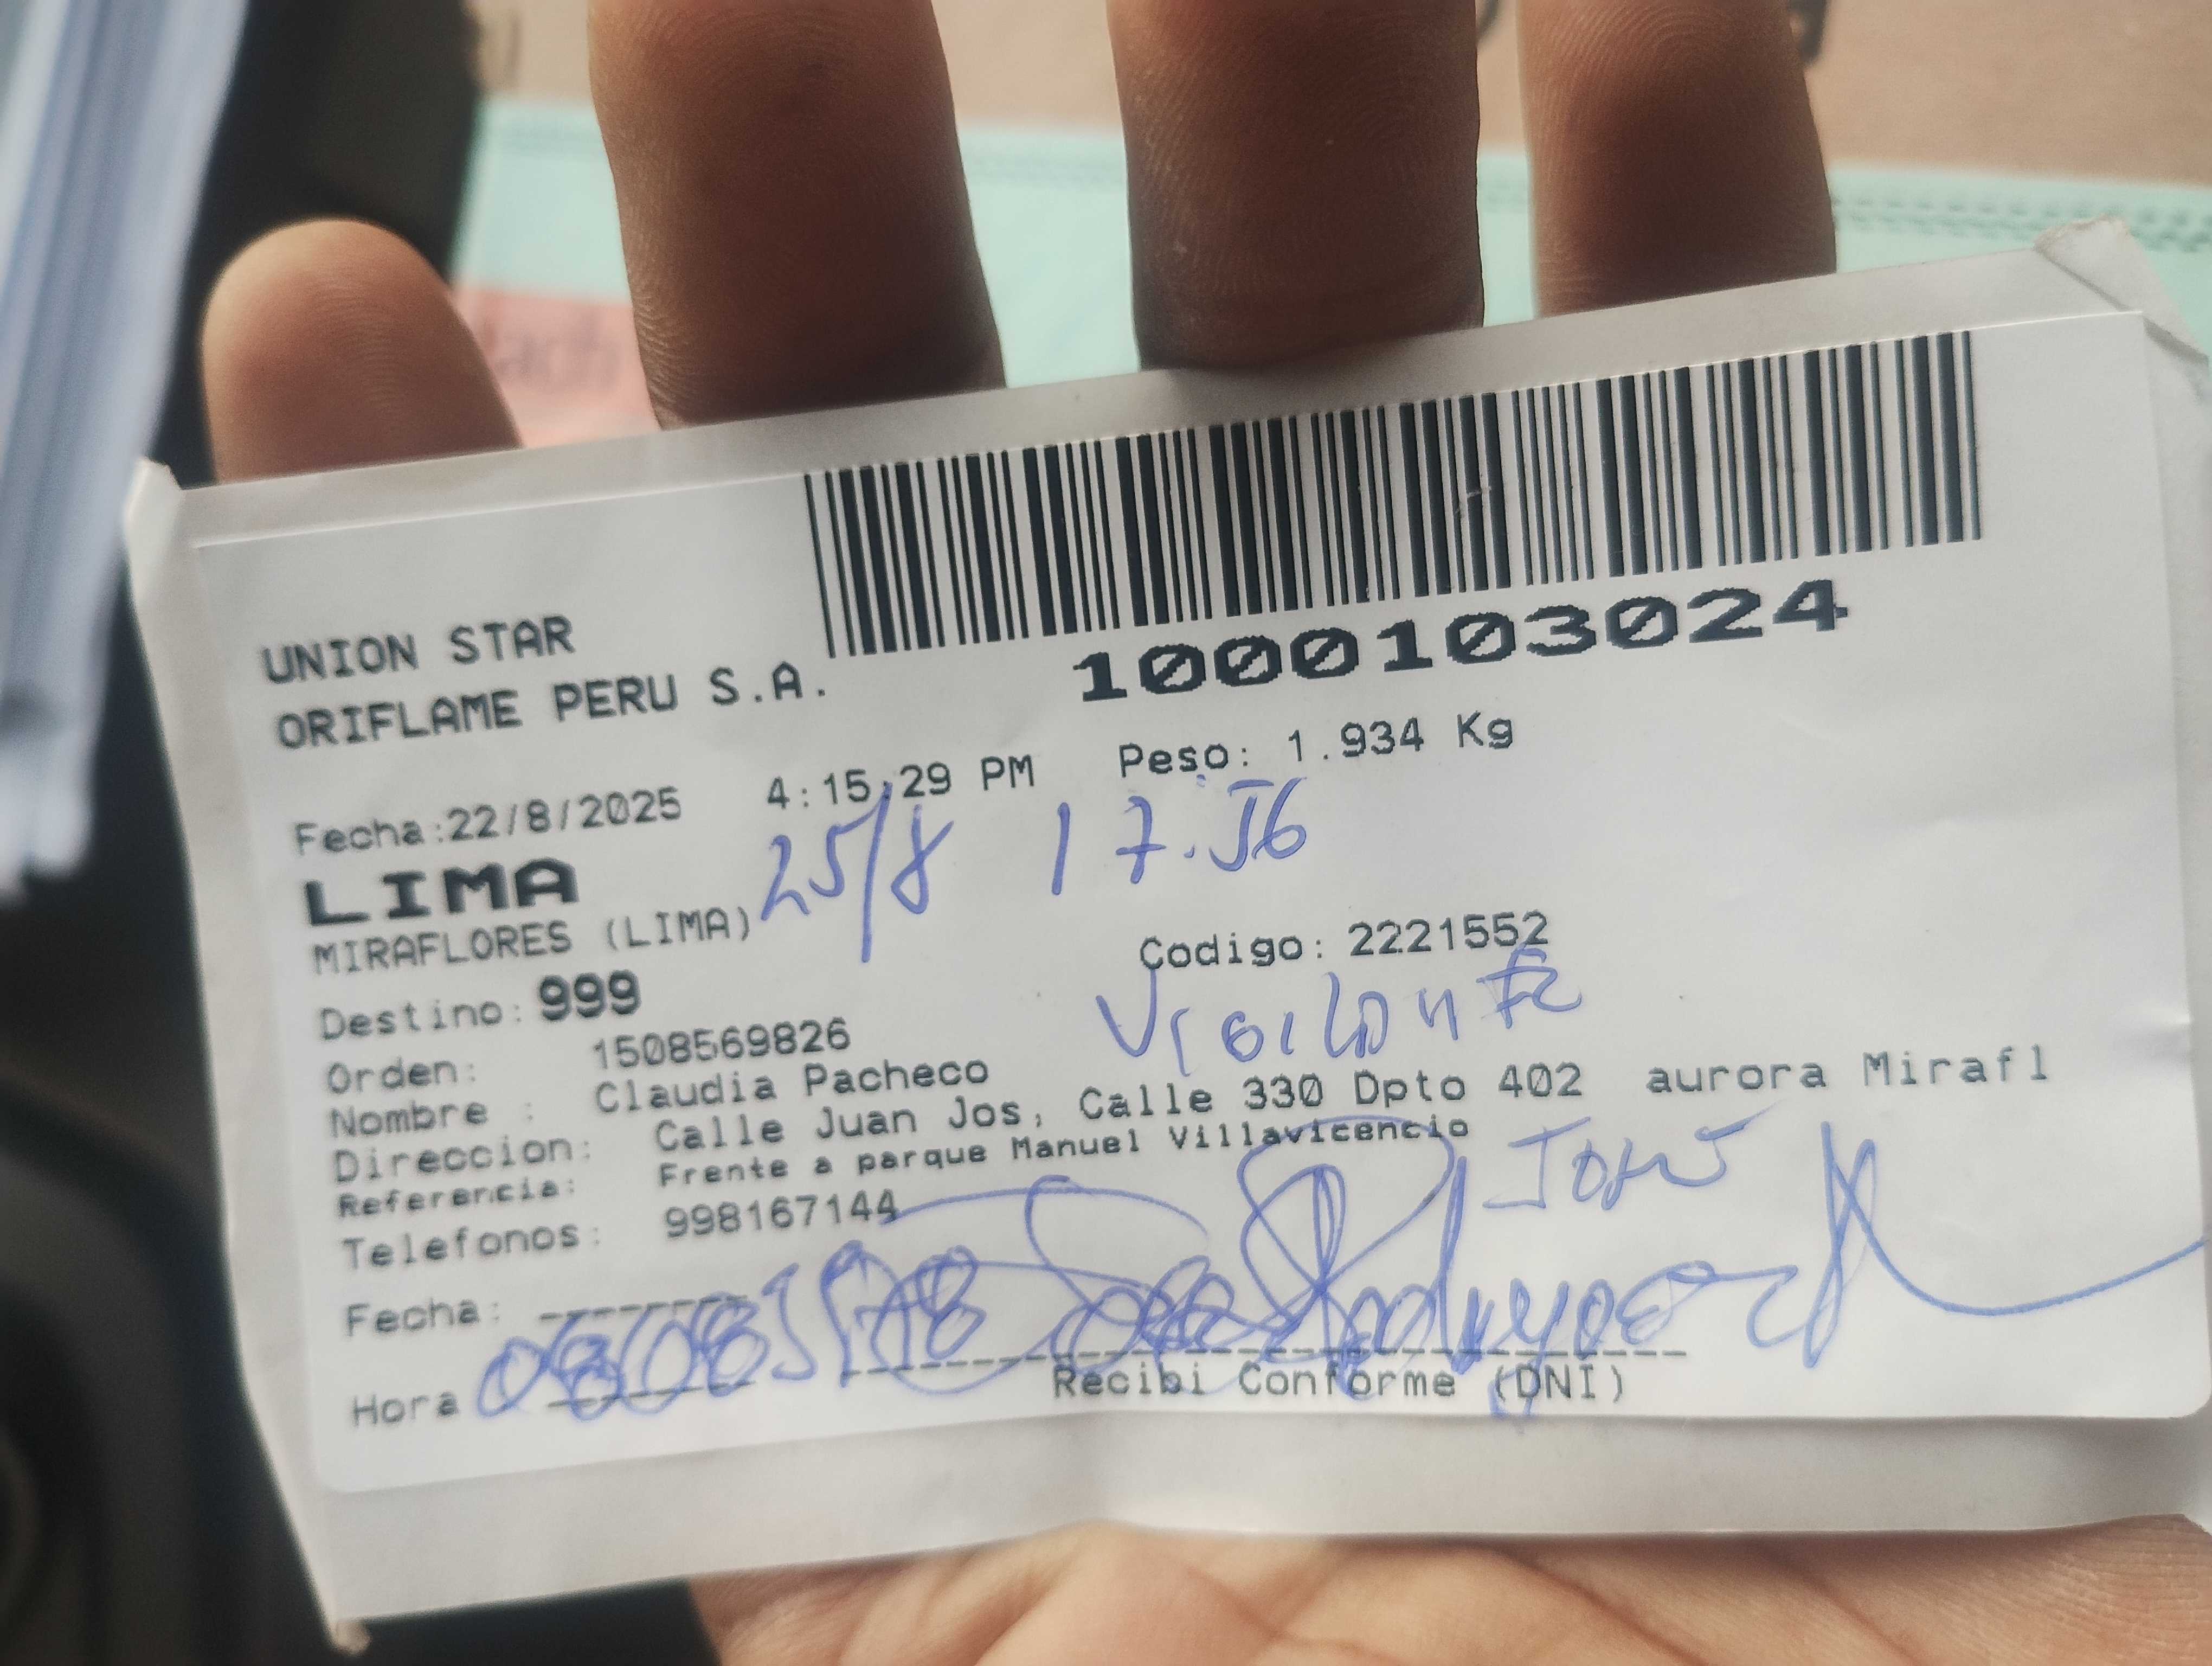 1000103024
UNION STAR
ORIFLAME PERU S.A.
Fecha:22/8/2025 4:15:29 PM Peso: 1.934 Kg
25/8 17.56
LIMA
MIRAFLORES (LIMA)
Codigo: 2221552
Destino: 999
Vigilante
Orden: 1508569826
Nombre : Claudia Pacheco
Direccion: Calle Juan Jos, Calle 330 Dpto 402 aurora Mirafl
Referencia: Frente a parque Manuel Villavicencio
Telefonos: 998167144
Fecha:
Hora
Recibi Conforme (DNI)